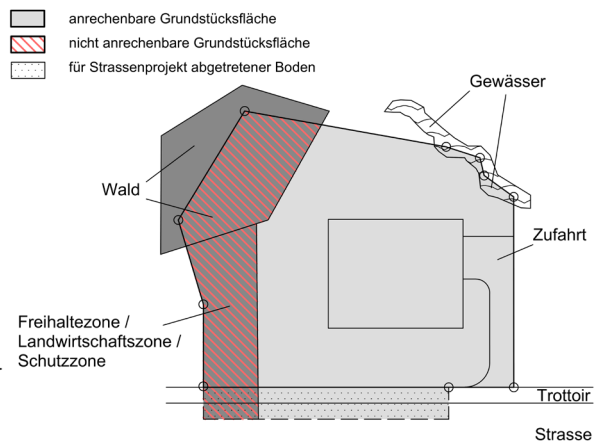 anrechenbare Grundstücksfläche
nicht anrechenbare Grundstücksfläche
für Strassenprojekt abgetretener Boden
Gewässer
Wald
Zufahrt
Freihaltezone /
Landwirtschaftszone /
Schutzzone
Trottoir
Strasse